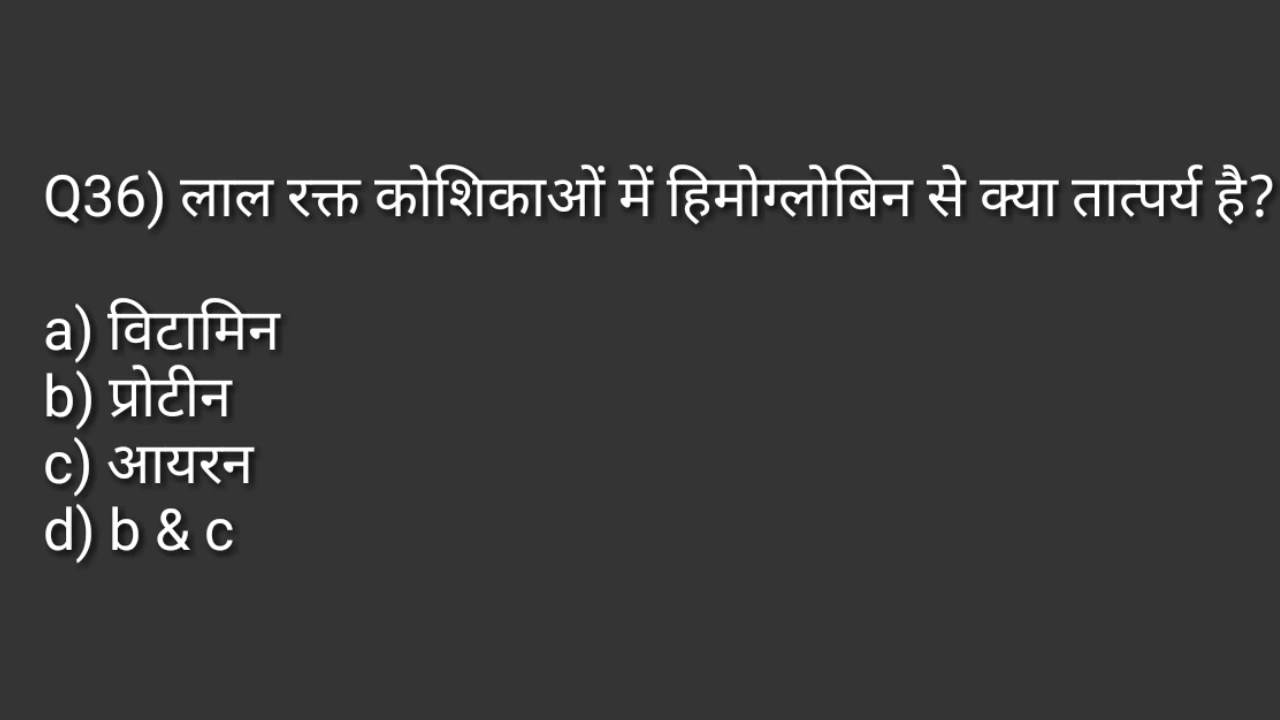 Q36) लाल रक्त कोशिकाओं में हिमोग्लोबिन से क्या तात्पर्य है?
a) विटामिन
b) प्रोटीन
c) आयरन
d) b & c